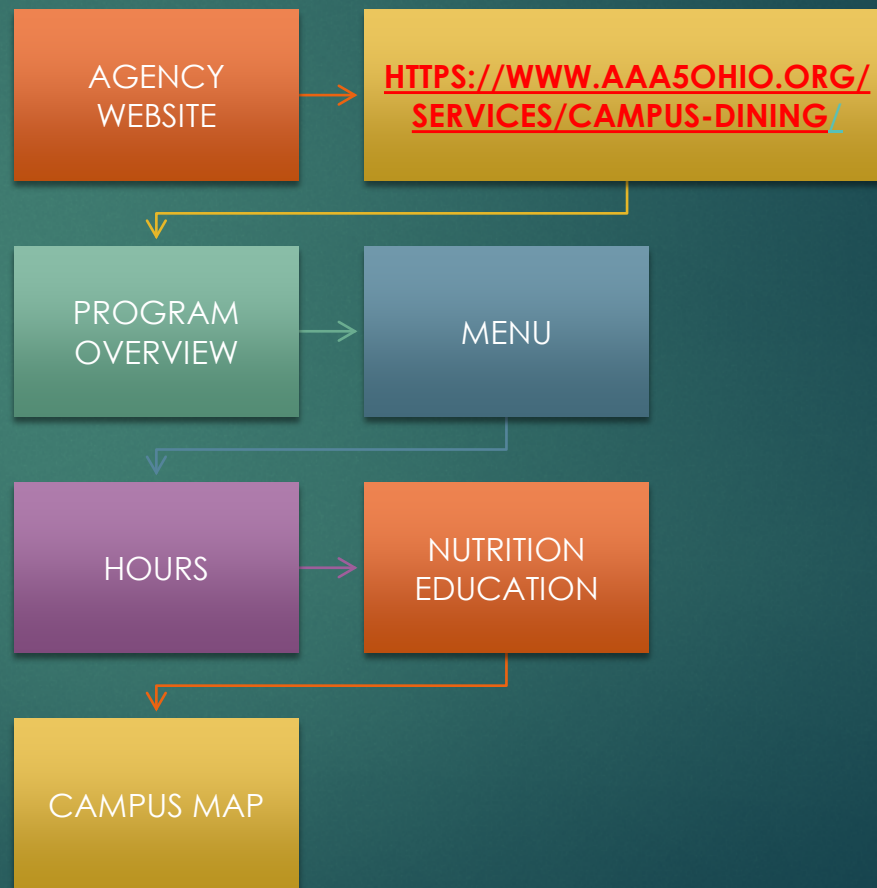 AGENCY
WEBSITE
HTTPS://WWW.AAA5OHIO.ORG/
SERVICES/CAMPUS-DINING/
PROGRAM
OVERVIEW
MENU
HOURS
NUTRITION
EDUCATION
CAMPUS MAP